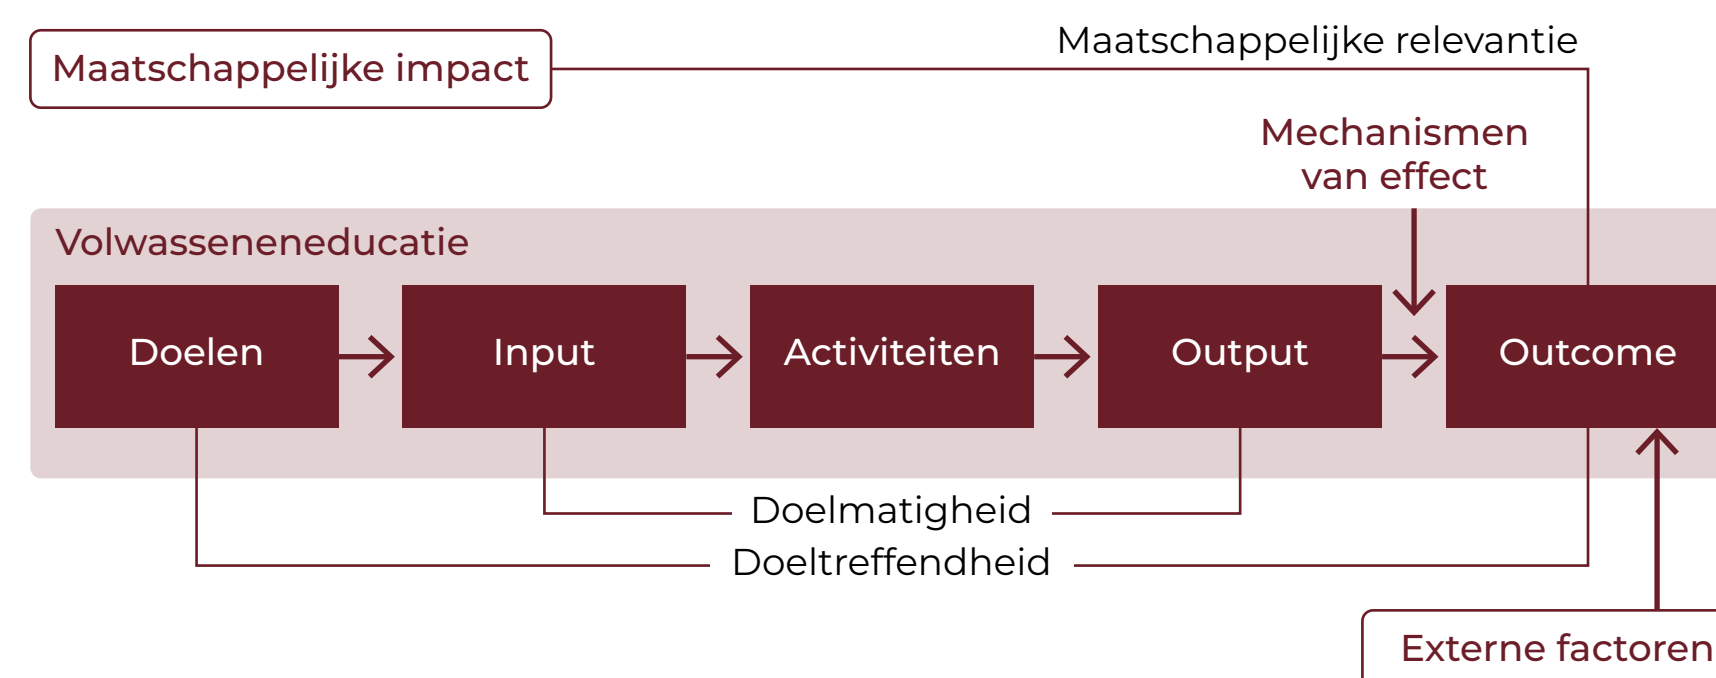 Maatschappelijke relevantie
Maatschappelijke impact
Mechanismen
van effect
Volwasseneneducatie
Doelen
Input
Activiteiten
Output
Outcome
Doelmatigheid
Doeltreffendheid
Externe factoren